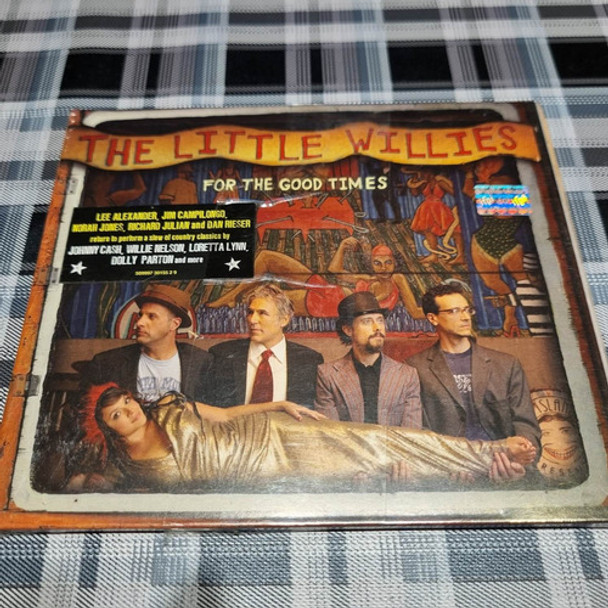 THE LITTLE WILLIES
FOR THE GOOD TIMES
LEE ALEXANDER, JIM CAMPILONGO,
NORAH JONES, RICHARD JULIAN and DAN RIESER
return to perform a slew of country classics by
JOHNNY CASH, WILLIE NELSON, LORETTA LYNN,
DOLLY PARTON and more